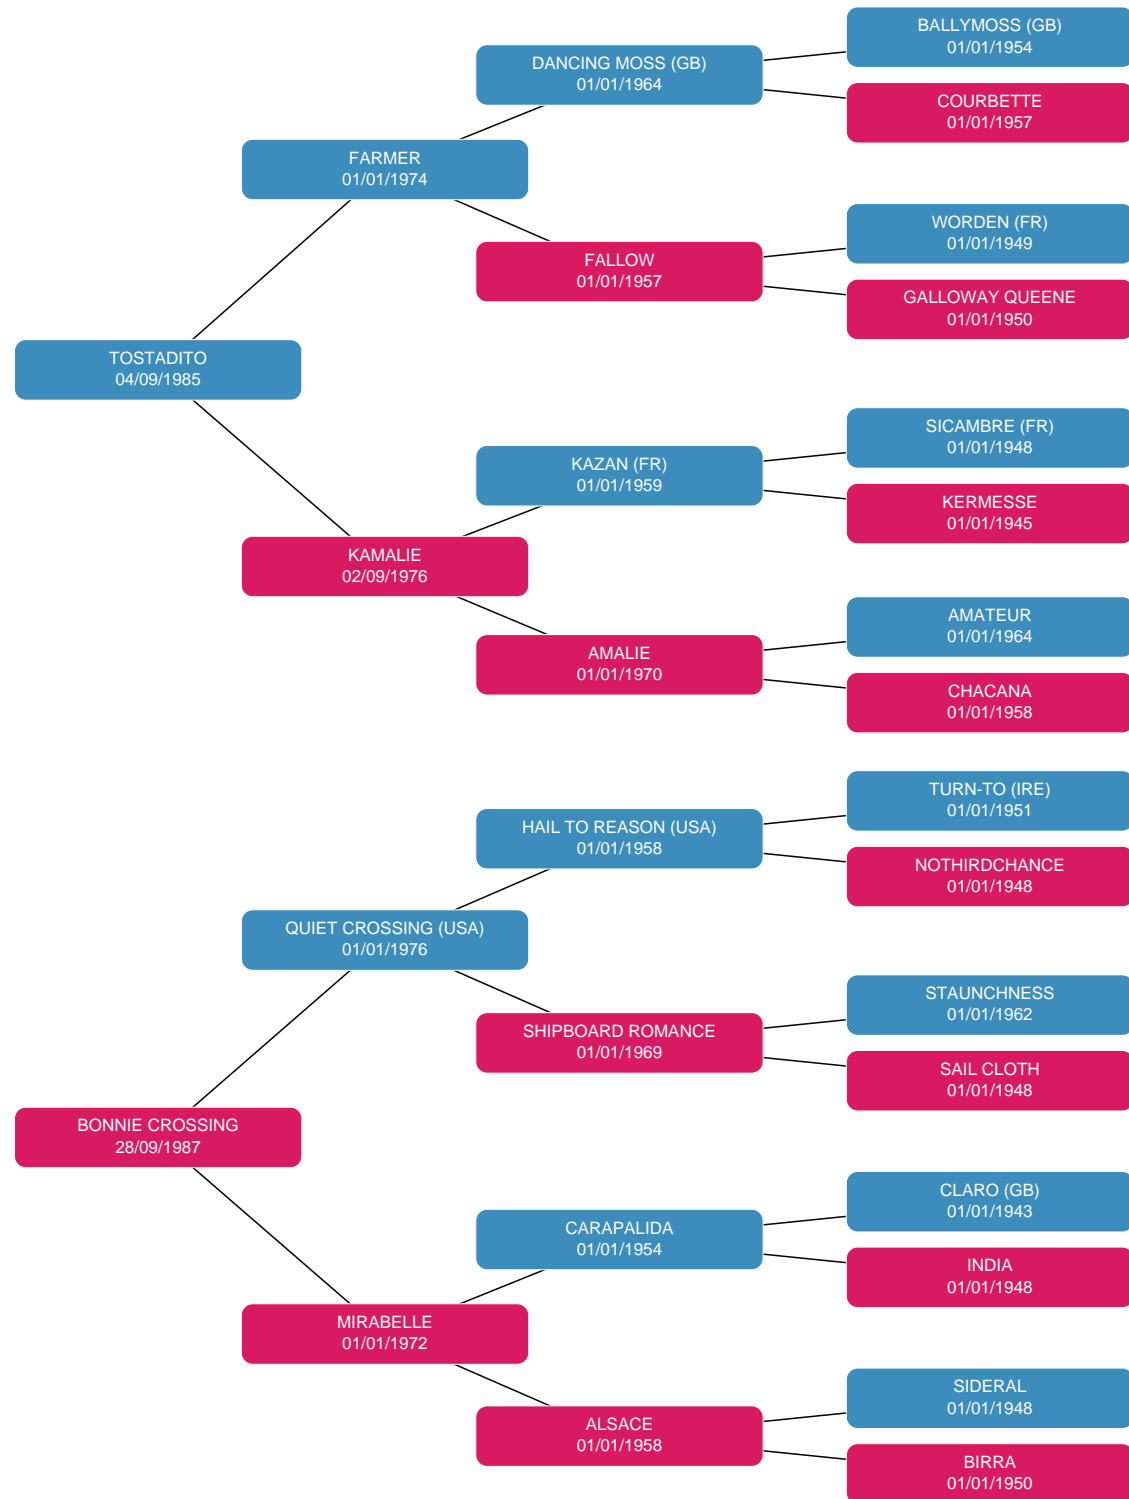 BALLYMOSS (GB)
01/01/1954
DANCING MOSS (GB)
01/01/1964
COURBETTE
01/01/1957
FARMER
01/01/1974
WORDEN (FR)
01/01/1949
FALLOW
01/01/1957
GALLOWAY QUEENE
01/01/1950
TOSTADITO
04/09/1985
SICAMBRE (FR)
01/01/1948
KAZAN (FR)
01/01/1959
KERMESSE
01/01/1945
KAMALIE
02/09/1976
AMATEUR
01/01/1964
AMALIE
01/01/1970
CHACANA
01/01/1958
TURN-TO (IRE)
01/01/1951
HAIL TO REASON (USA)
01/01/1958
NOTHIRDCHANCE
01/01/1948
QUIET CROSSING (USA)
01/01/1976
STAUNCHNESS
01/01/1962
SHIPBOARD ROMANCE
01/01/1969
SAIL CLOTH
01/01/1948
BONNIE CROSSING
28/09/1987
CLARO (GB)
01/01/1943
CARAPALIDA
01/01/1954
INDIA
01/01/1948
MIRABELLE
01/01/1972
SIDERAL
01/01/1948
ALSACE
01/01/1958
BIRRA
01/01/1950